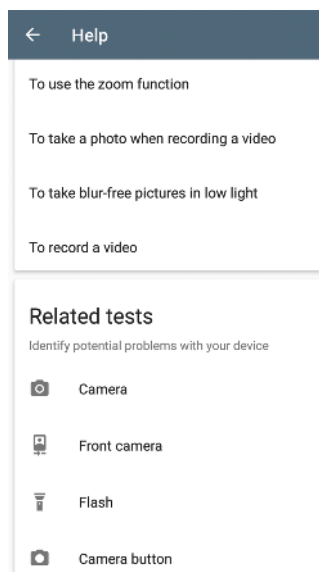 Help
To use the zoom function
To take a photo when recording a video
To take blur-free pictures in low light
To record a video
Related tests
Identify potential problems with your device
Camera
Front camera
Flash
Camera button